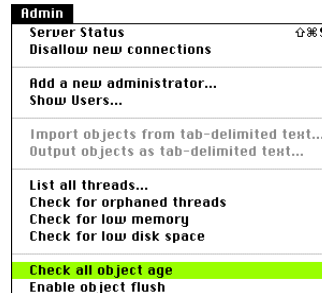 Admin
Server Status ⇧⌘S
Disallow new connections
Add a new administrator...
Show Users...
Import objects from tab-delimited text...
Output objects as tab-delimited text...
List all threads...
Check for orphaned threads
Check for low memory
Check for low disk space
Check all object age
Enable object flush